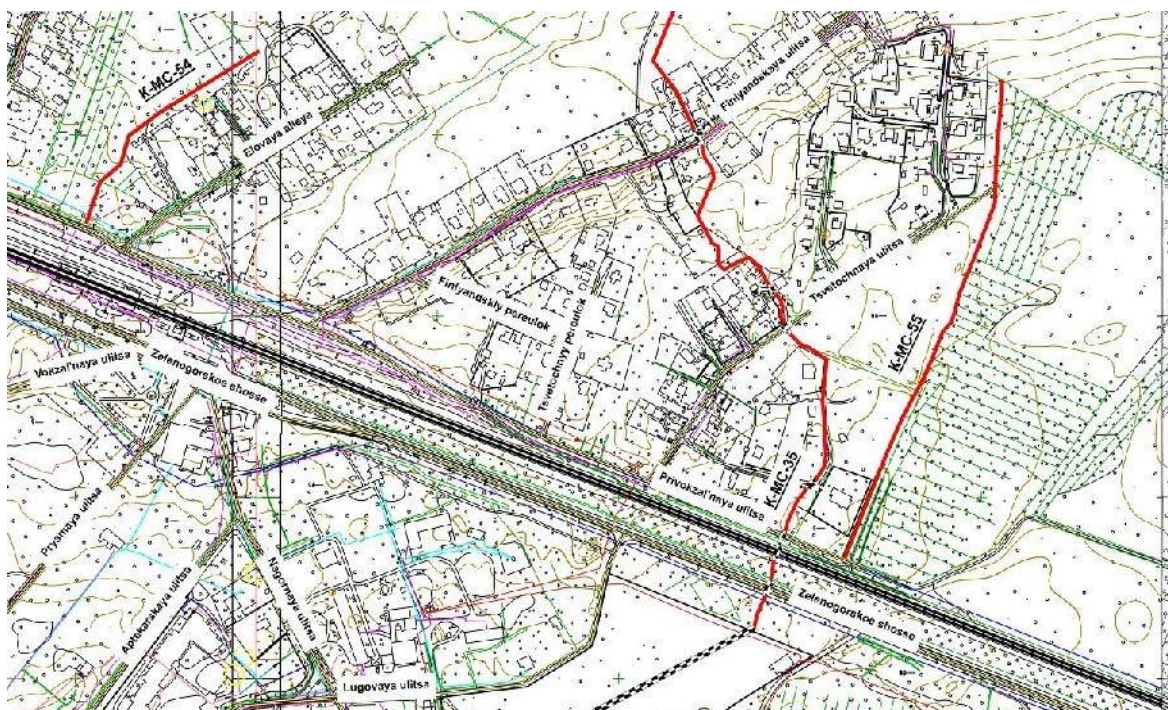 K-MC-54
Elovaya alleya
Finlyandskaya ulitsa
Tsvetochnaya ulitsa
Finlyandskiy pereulok
Tsvetochnyy pereulok
K-MC-55
Vokzal'naya ulitsa
Zelenogorskoe shosse
K-MC-35
Privokzal'naya ulitsa
Pryamaya ulitsa
Aptekarskaya ulitsa
Nagornaya ulitsa
Zelenogorskoe shosse
Lugovaya ulitsa